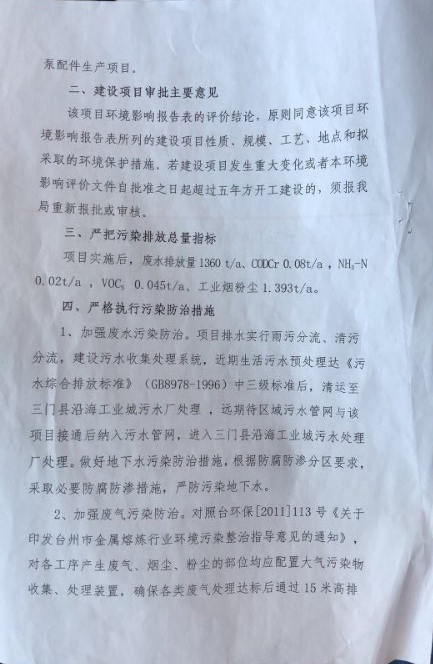 泵配件生产项目。
二、建设项目审批主要意见
该项目环境影响报告表的评价结论，原则同意该项目环
境影响报告表所列的建设项目性质、规模、工艺、地点和拟
采取的环境保护措施、若建设项目发生重大变化或者本环境
影响评价文件自批准之日起超过五年方开工建设的，须报我
局重新报批或审核。
三、严把污染排放总量指标
项目实施后，废水排放量1360 t/a、CODCr 0.08t/a，NH₃-N
0.02t/a，VOCs 0.045t/a、工业烟粉尘1.393t/a。
四、严格执行污染防治措施
1、加强废水污染防治。项目排水实行雨污分流、清污
分流，建设污水收集处理系统，近期生活污水预处理达《污
水综合排放标准》（GB8978-1996）中三级标准后，清运至
三门县沿海工业城污水厂处理，远期待区域污水管网与该
项目接通后纳入污水管网，进入三门县沿海工业城污水处理
厂处理。做好地下水污染防治措施，根据防腐防渗分区要求，
采取必要防腐防渗措施，严防污染地下水。
2、加强废气污染防治。对照台环保[2011]113号《关于
印发台州市金属熔炼行业环境污染整治指导意见的通知》，
对各工序产生废气、烟尘、粉尘的部位均应配置大气污染物
收集、处理装置，确保各类废气处理达标后通过15米高排